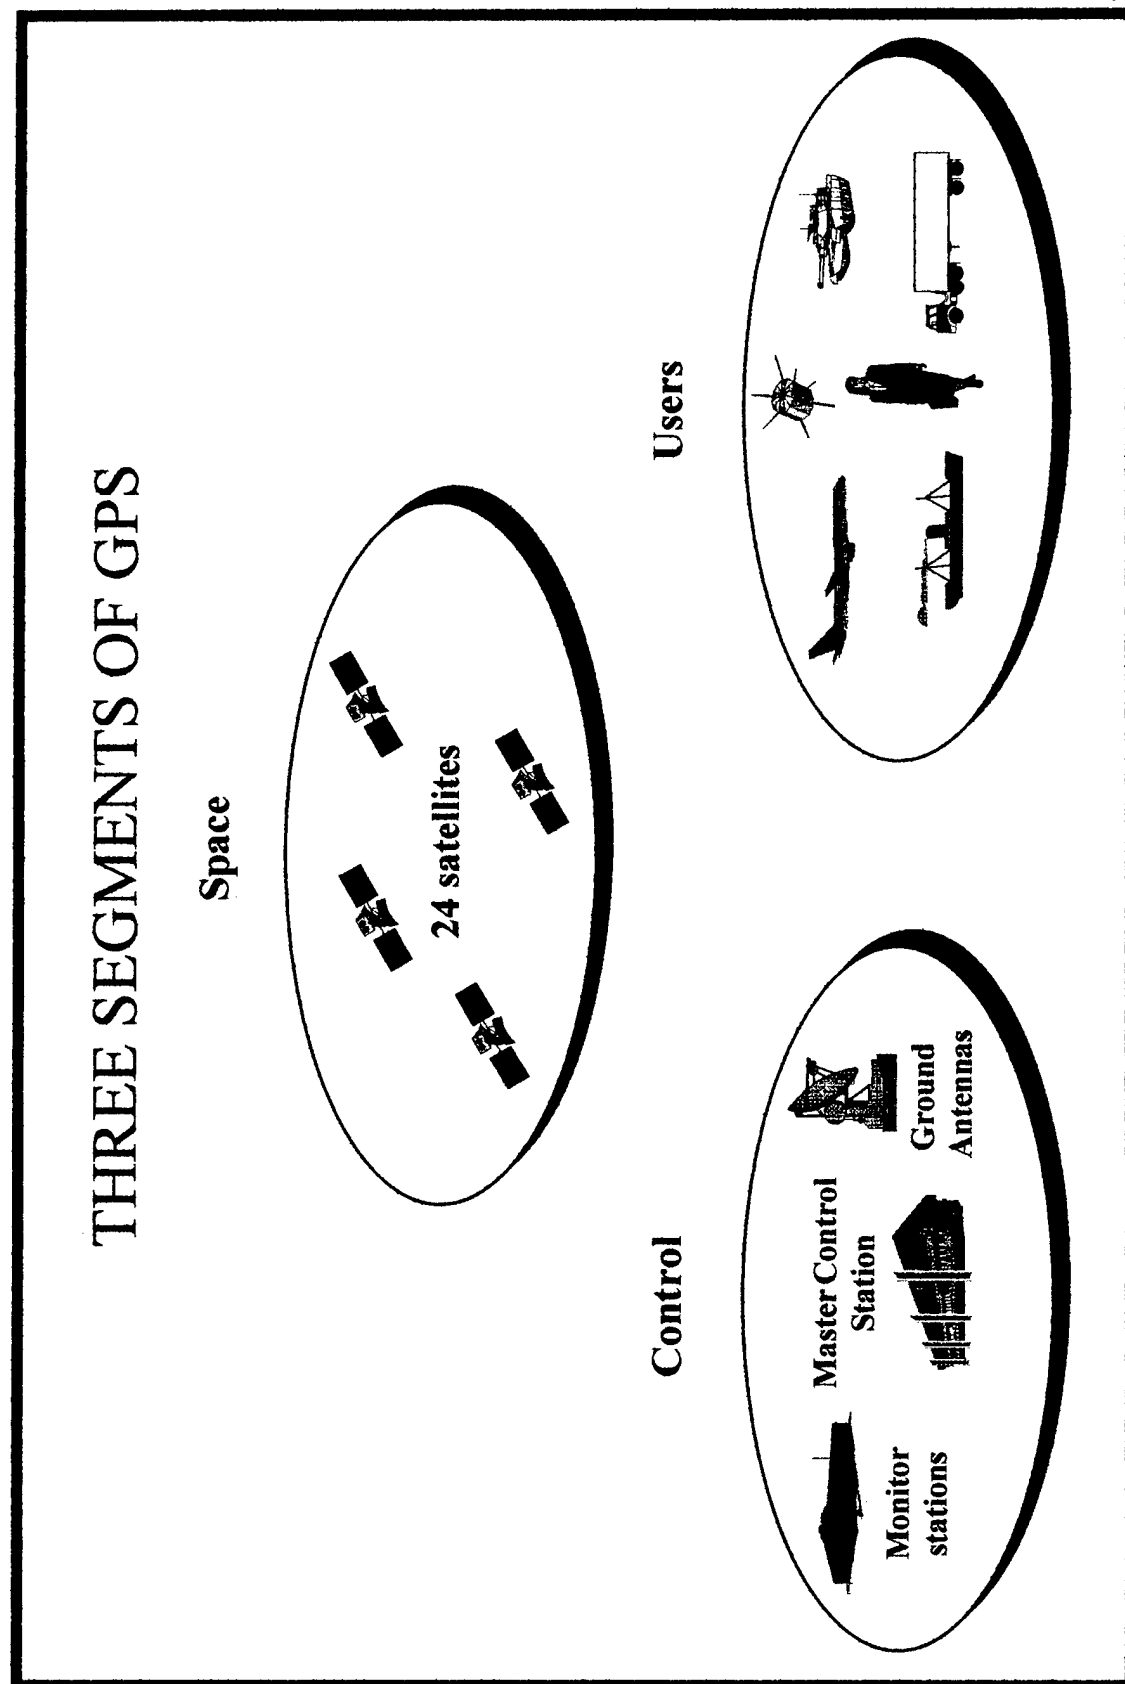 THREE SEGMENTS OF GPS
Space
24 satellites
Control
Users
Monitor
stations
Master Control
Station
Ground
Antennas